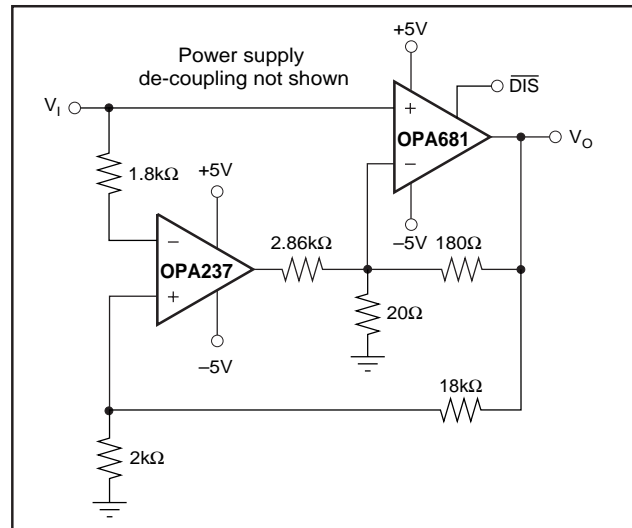 Power supply
de-coupling not shown
+5V
DIS
V_I
+
OPA681
–
V_O
1.8kΩ
+5V
–5V
2.86kΩ
180Ω
–
OPA237
+
20Ω
–5V
18kΩ
2kΩ